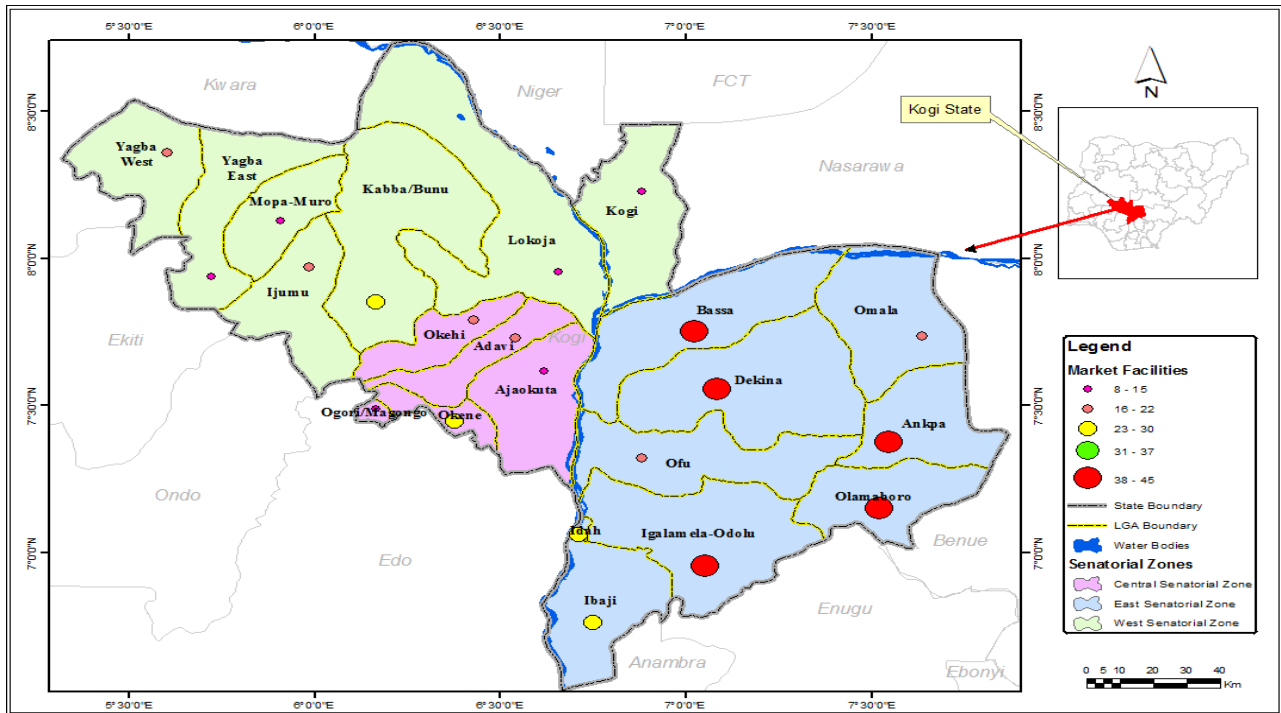 5°30'0"E
6°0'0"E
6°30'0"E
7°0'0"E
7°30'0"E
8°30'0"N
8°0'0"N
7°30'0"N
7°0'0"N
8°30'0"N
8°0'0"N
7°30'0"N
7°0'0"N
Kwara
Niger
FCT
Nasarawa
Ekiti
Ondo
Edo
Kogi
Benue
Enugu
Anambra
Ebonyi
Yagba
West
Yagba
East
Mopa-Muro
Kabba/Bunu
Kogi
Lokoja
Ijumu
Okehi
Adavi
Ajaokuta
Ogori/Magongo
Okene
Bassa
Omala
Dekina
Ankpa
Ofu
Olamaboro
Idah
Igalamela-Odolu
Ibaji
N
Kogi State
Legend
Market Facilities
8 - 15
16 - 22
23 - 30
31 - 37
38 - 45
State Boundary
LGA Boundary
Water Bodies
Senatorial Zones
Central Senatorial Zone
East Senatorial Zone
West Senatorial Zone
0 5 10 20 30 40
Km
5°30'0"E
6°0'0"E
6°30'0"E
7°0'0"E
7°30'0"E